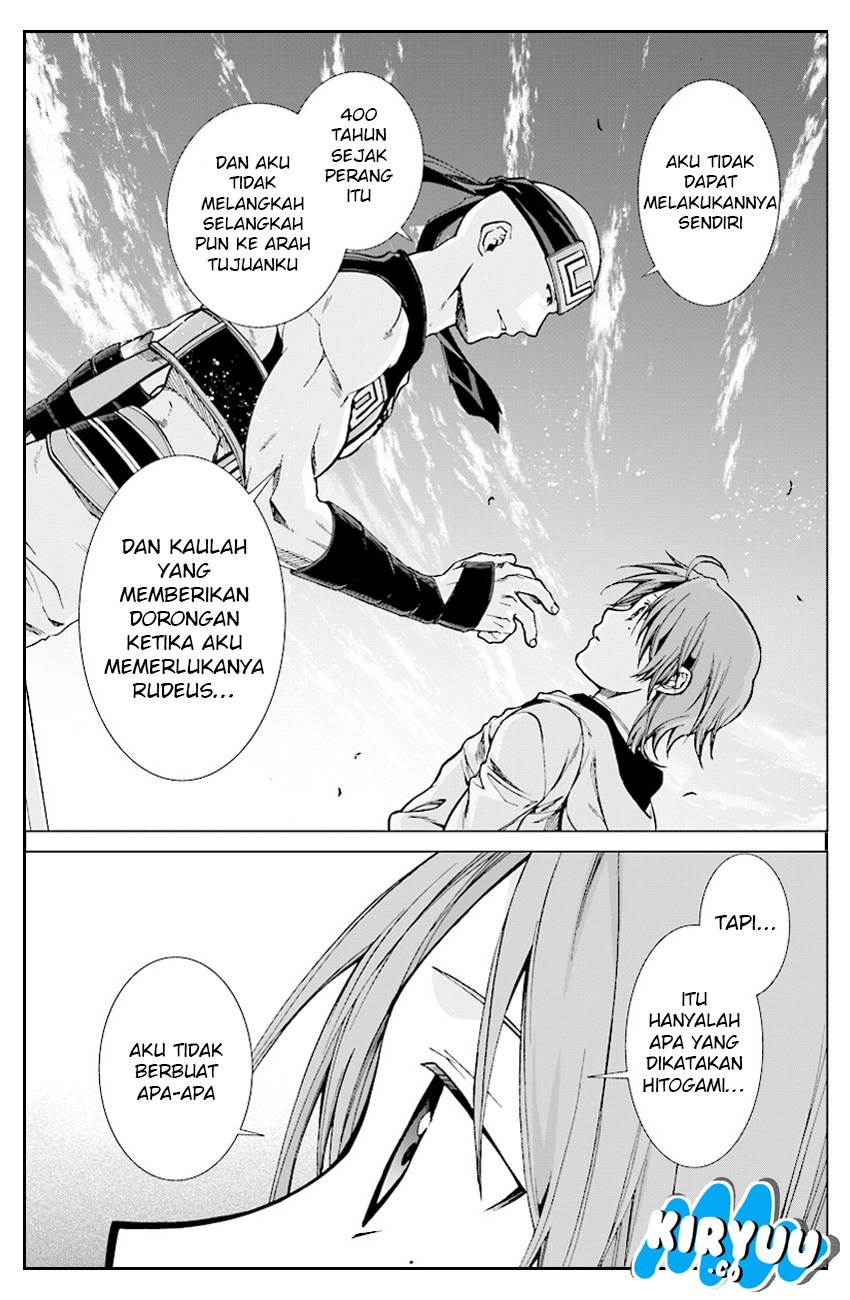 AKU TIDAK
DAPAT
MELAKUKANNYA
SENDIRI
400
TAHUN
SEJAK
PERANG
ITU
DAN AKU
TIDAK
MELANGKAH
SELANGKAH
PUN KE ARAH
TUJUANKU
DAN KAULAH
YANG
MEMBERIKAN
DORONGAN
KETIKA AKU
MEMERLUKANYA
RUDEUS...
TAPI...
ITU
HANYALAH
APA YANG
DIKATAKAN
HITOGAMI...
AKU TIDAK
BERBUAT
APA-APA
KIRYUU
.CO